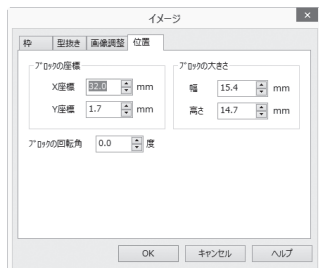 イメージ
枠 型抜き 画像調整 位置
ブロックの座標
X座標 32.0 mm
Y座標 1.7 mm
ブロックの大きさ
幅 15.4 mm
高さ 14.7 mm
ブロックの回転角 0.0 度
OK キャンセル ヘルプ